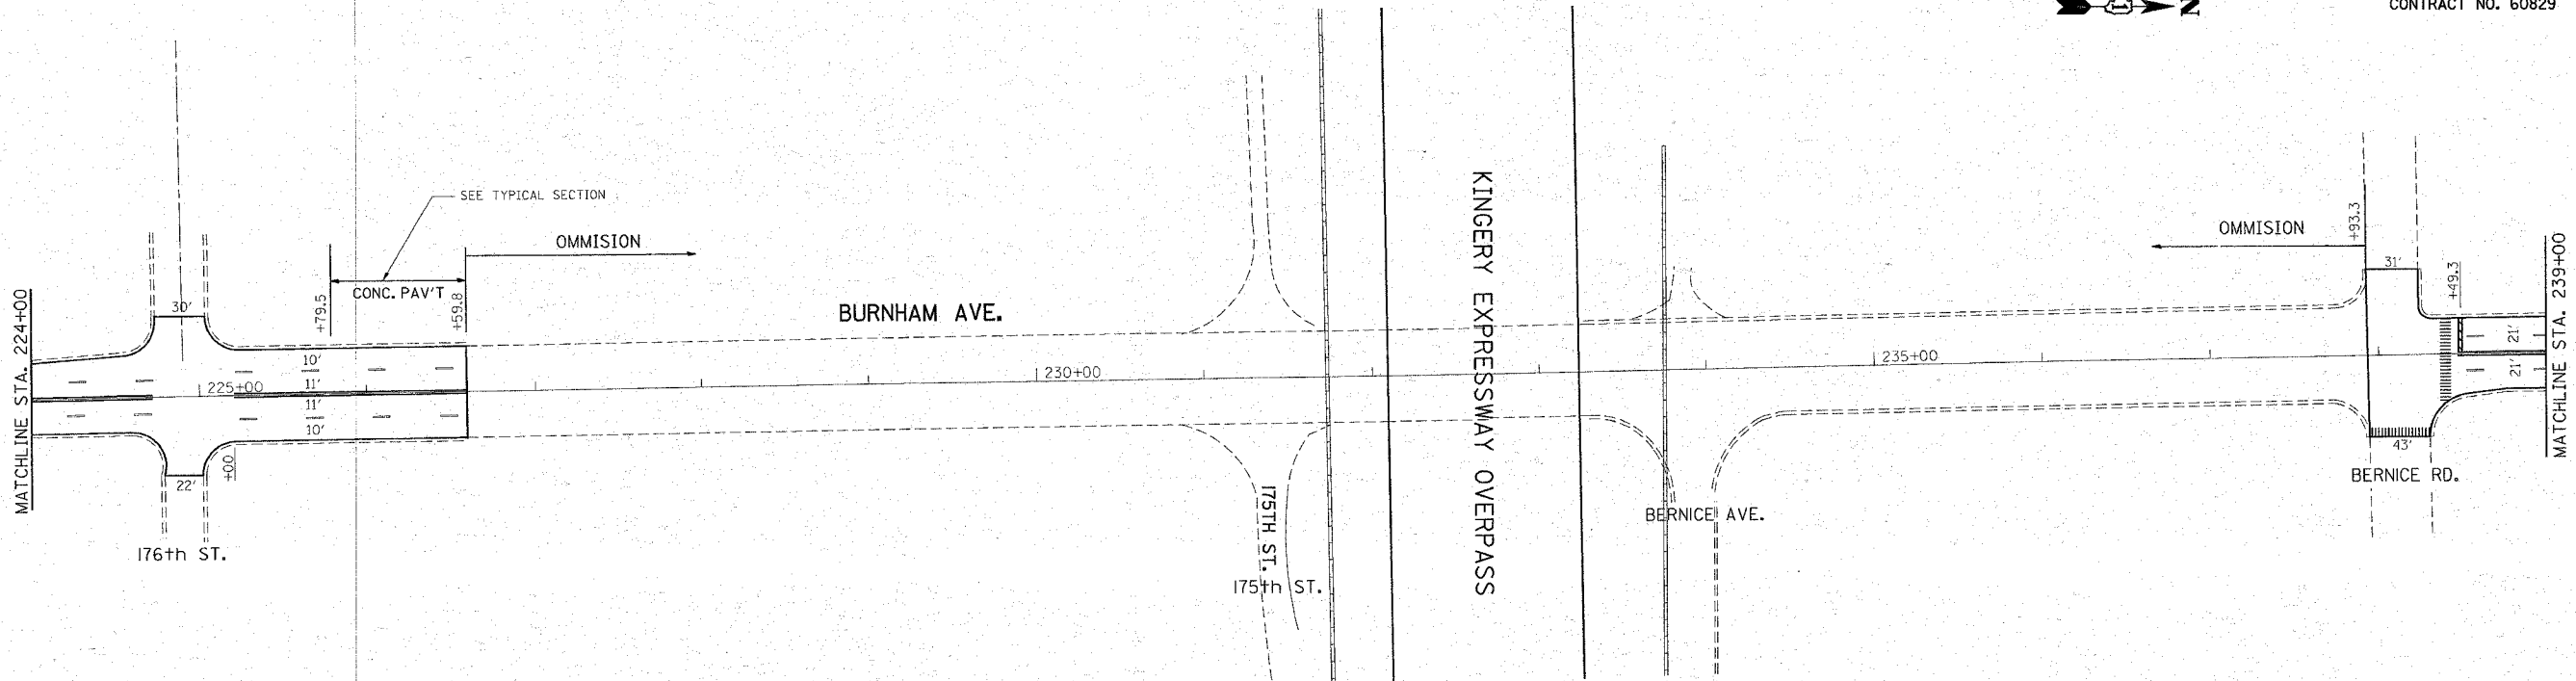 N
CONTRACT NO. 60829
SEE TYPICAL SECTION
OMMISION
CONC. PAV'T
+79.5
+59.8
30'
MATCHLINE STA. 224+00
10'
11'
225+00
11'
10'
+00
22'
176th ST.
BURNHAM AVE.
230+00
175TH ST.
175th ST.
KINGERY EXPRESSWAY OVERPASS
235+00
BERNICE AVE.
OMMISION
+93.3
31'
+49.3
21'
21'
43'
BERNICE RD.
MATCHLINE STA. 239+00